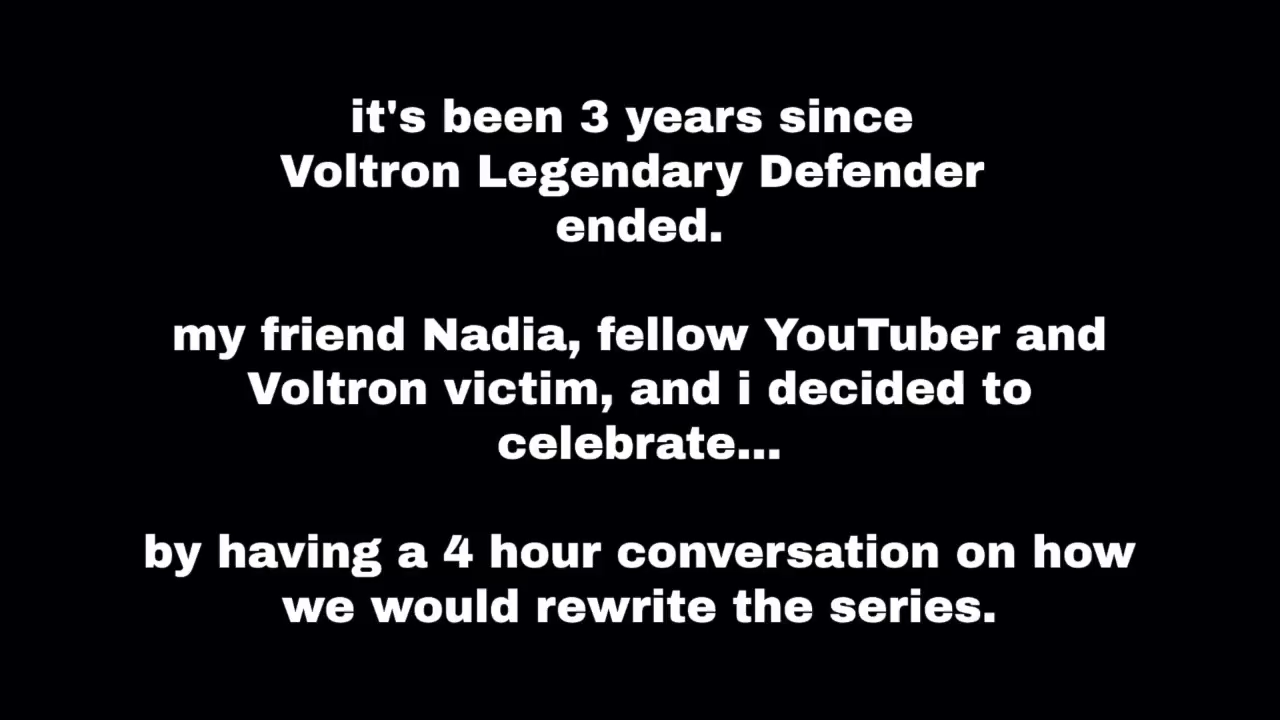 it's been 3 years since
Voltron Legendary Defender
ended.
my friend Nadia, fellow YouTuber and
Voltron victim, and i decided to
celebrate...
by having a 4 hour conversation on how
we would rewrite the series.